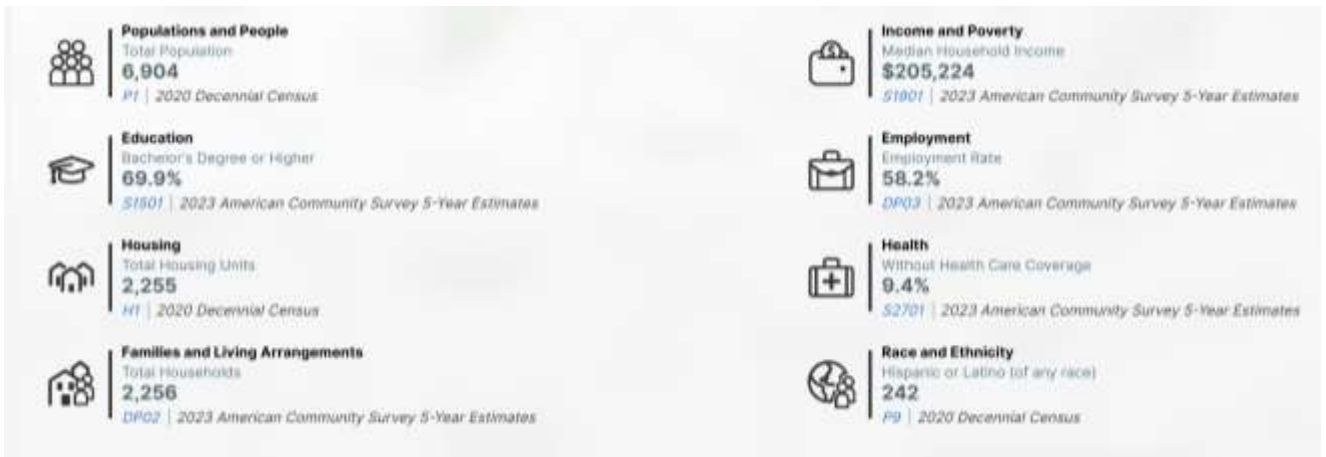 Populations and People
Total Population
6,904
P1 | 2020 Decennial Census
Education
Bachelor's Degree or Higher
69.9%
S1501 | 2023 American Community Survey 5-Year Estimates
Housing
Total Housing Units
2,255
H1 | 2020 Decennial Census
Families and Living Arrangements
Total Households
2,256
DP02 | 2023 American Community Survey 5-Year Estimates
Income and Poverty
Median Household Income
$205,224
S1901 | 2023 American Community Survey 5-Year Estimates
Employment
Employment Rate
58.2%
DP03 | 2023 American Community Survey 5-Year Estimates
Health
Without Health Care Coverage
9.4%
S2701 | 2023 American Community Survey 5-Year Estimates
Race and Ethnicity
Hispanic or Latino (of any race)
242
P9 | 2020 Decennial Census